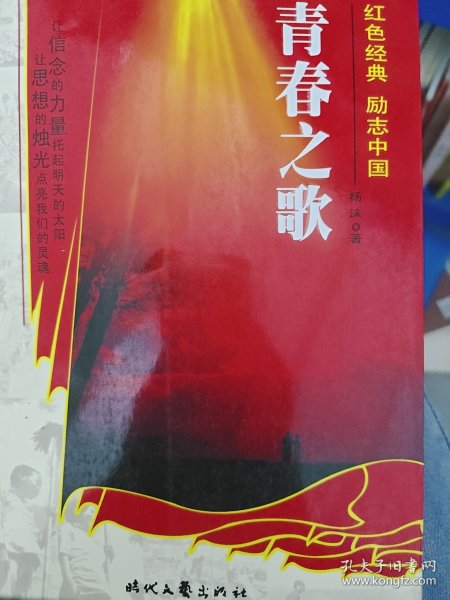 红色经典 励志中国
青春之歌
杨沫◎著
让信念的力量托起明天的太阳
让思想的烛光点亮我们的灵魂
时代文艺出版社
孔夫子旧书网
www.kongfz.com